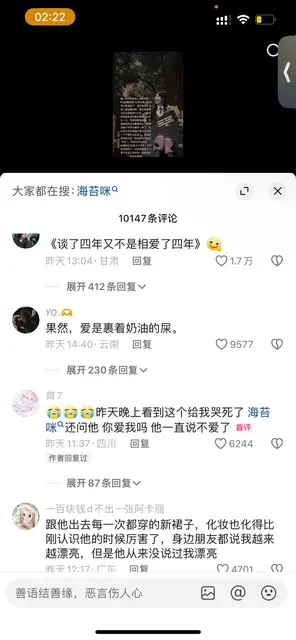 02:22
大家都在搜：海苔咪
10147条评论
《谈了四年又不是相爱了四年》
昨天13:04·甘肃 回复 1.7万
展开412条回复
YO.
果然，爱是裹着奶油的屎。
昨天14:40·云南 回复 9577
展开230条回复
齊7
😭😭😭昨天晚上看到这个给我哭死了 海苔
咪还问他 你爱我吗 他一直说不爱了 首评
昨天11:37·四川 回复 6244
作者回复过
展开87条回复
一百块钱d不出一张阿卡丽
跟他出去每一次都穿的新裙子，化妆也化得比
刚认识他的时候厉害了，身边朋友都说我越来
越漂亮，但是他从来没说过我漂亮
昨天12:17·广东 回复 4701
善语结善缘，恶言伤人心